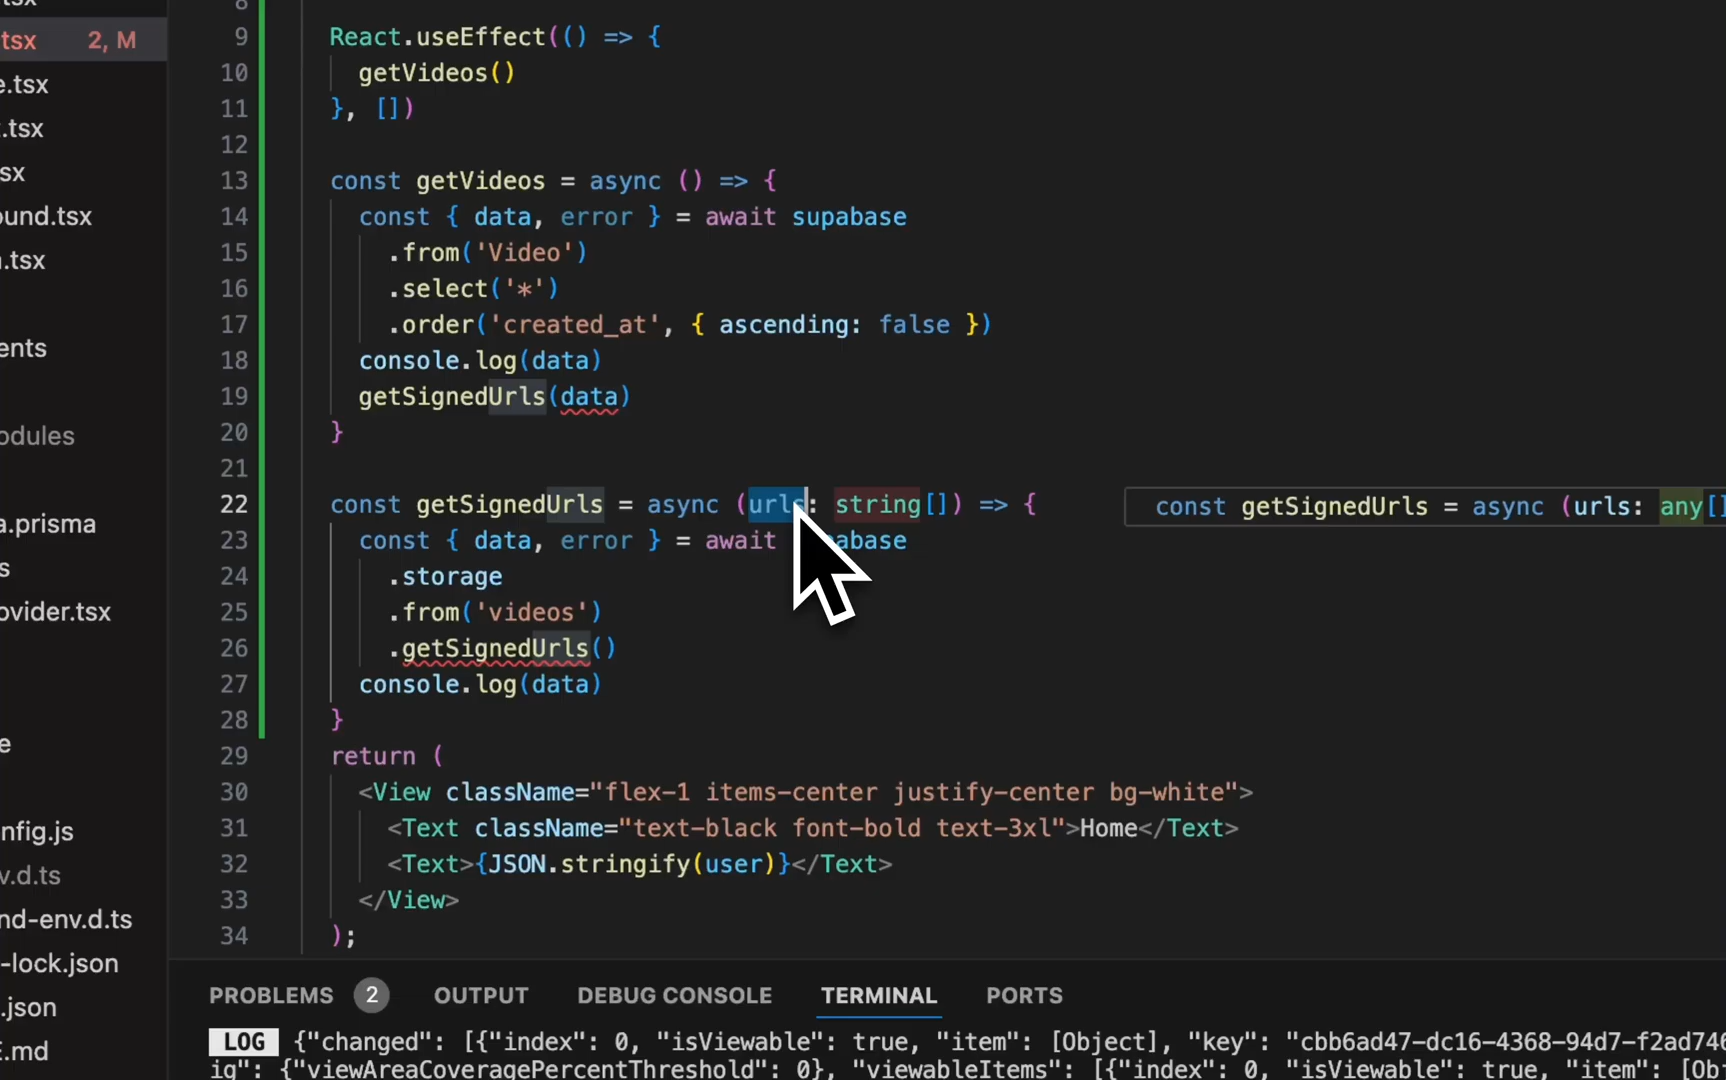 .tsx
.tsx 2, M
e.tsx
t.tsx
sx
ound.tsx
n.tsx
ents
odules
a.prisma
s
ovider.tsx
e
nfig.js
v.d.ts
nd-env.d.ts
-lock.json
.json
E.md
8
9 React.useEffect(() => {
10 getVideos()
11 }, [])
12
13 const getVideos = async () => {
14 const { data, error } = await supabase
15 .from('Video')
16 .select('*')
17 .order('created_at', { ascending: false })
18 console.log(data)
19 getSignedUrls(data)
20 }
21
22 const getSignedUrls = async (urls: string[]) => { const getSignedUrls = async (urls: any[]
23 const { data, error } = await abase
24 .storage
25 .from('videos')
26 .getSignedUrls()
27 console.log(data)
28 }
29 return (
30 <View className="flex-1 items-center justify-center bg-white">
31 <Text className="text-black font-bold text-3xl">Home</Text>
32 <Text>{JSON.stringify(user)}</Text>
33 </View>
34 );
PROBLEMS 2 OUTPUT DEBUG CONSOLE TERMINAL PORTS
LOG {"changed": [{"index": 0, "isViewable": true, "item": [Object], "key": "cbb6ad47-dc16-4368-94d7-f2ad746
ig": {"viewAreaCoveragePercentThreshold": 0}, "viewableItems": [{"index": 0, "isViewable": true, "item": [Ob